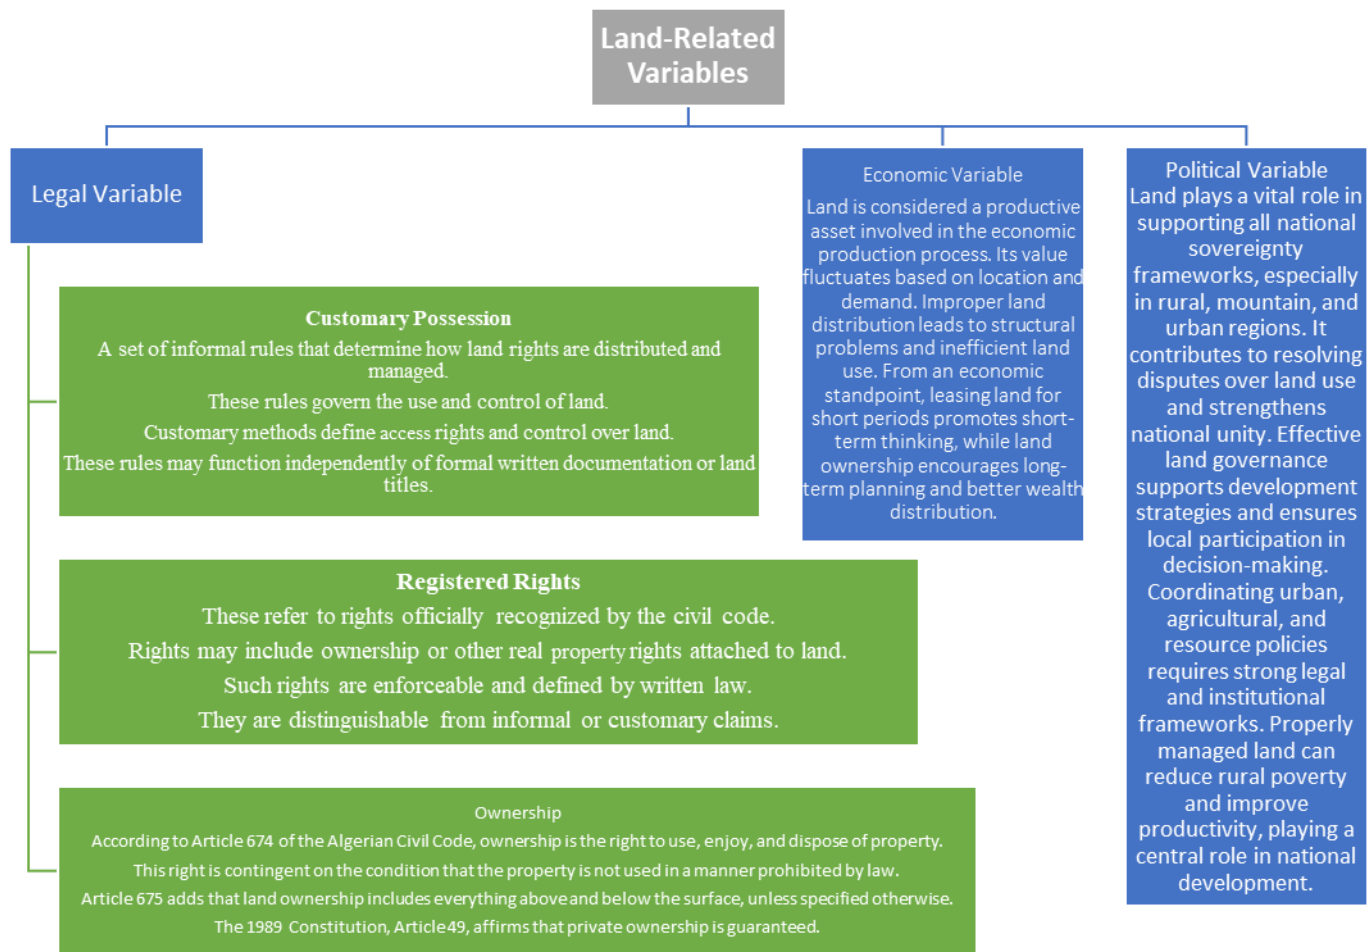 Land-Related
Variables
Legal Variable
Customary Possession
A set of informal rules that determine how land rights are distributed and
managed.
These rules govern the use and control of land.
Customary methods define access rights and control over land.
These rules may function independently of formal written documentation or land
titles.
Registered Rights
These refer to rights officially recognized by the civil code.
Rights may include ownership or other real property rights attached to land.
Such rights are enforceable and defined by written law.
They are distinguishable from informal or customary claims.
Ownership
According to Article 674 of the Algerian Civil Code, ownership is the right to use, enjoy, and dispose of property.
This right is contingent on the condition that the property is not used in a manner prohibited by law.
Article 675 adds that land ownership includes everything above and below the surface, unless specified otherwise.
The 1989 Constitution, Article 49, affirms that private ownership is guaranteed.
Economic Variable
Land is considered a productive
asset involved in the economic
production process. Its value
fluctuates based on location and
demand. Improper land
distribution leads to structural
problems and inefficient land
use. From an economic
standpoint, leasing land for
short periods promotes short-
term thinking, while land
ownership encourages long-
term planning and better wealth
distribution.
Political Variable
Land plays a vital role in
supporting all national
sovereignty
frameworks, especially
in rural, mountain, and
urban regions. It
contributes to resolving
disputes over land use
and strengthens
national unity. Effective
land governance
supports development
strategies and ensures
local participation in
decision-making.
Coordinating urban,
agricultural, and
resource policies
requires strong legal
and institutional
frameworks. Properly
managed land can
reduce rural poverty
and improve
productivity, playing a
central role in national
development.